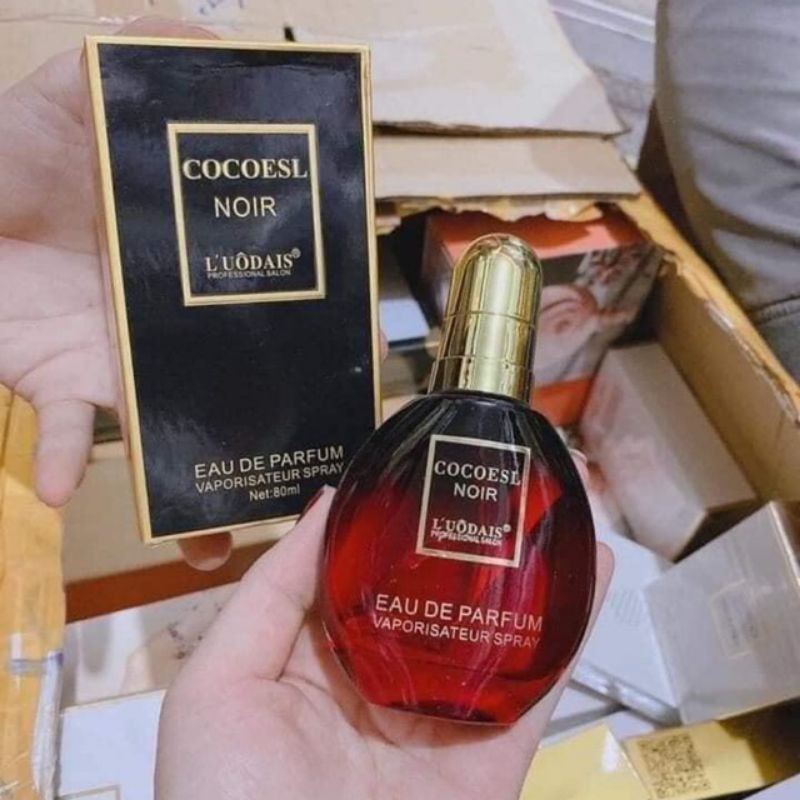 COCOESL
NOIR
L'UÔDAIS®
PROFESSIONAL SALON
EAU DE PARFUM
VAPORISATEUR SPRAY
Net:80ml
COCOESL
NOIR
L'UÔDAIS®
PROFESSIONAL SALON
EAU DE PARFUM
VAPORISATEUR SPRAY